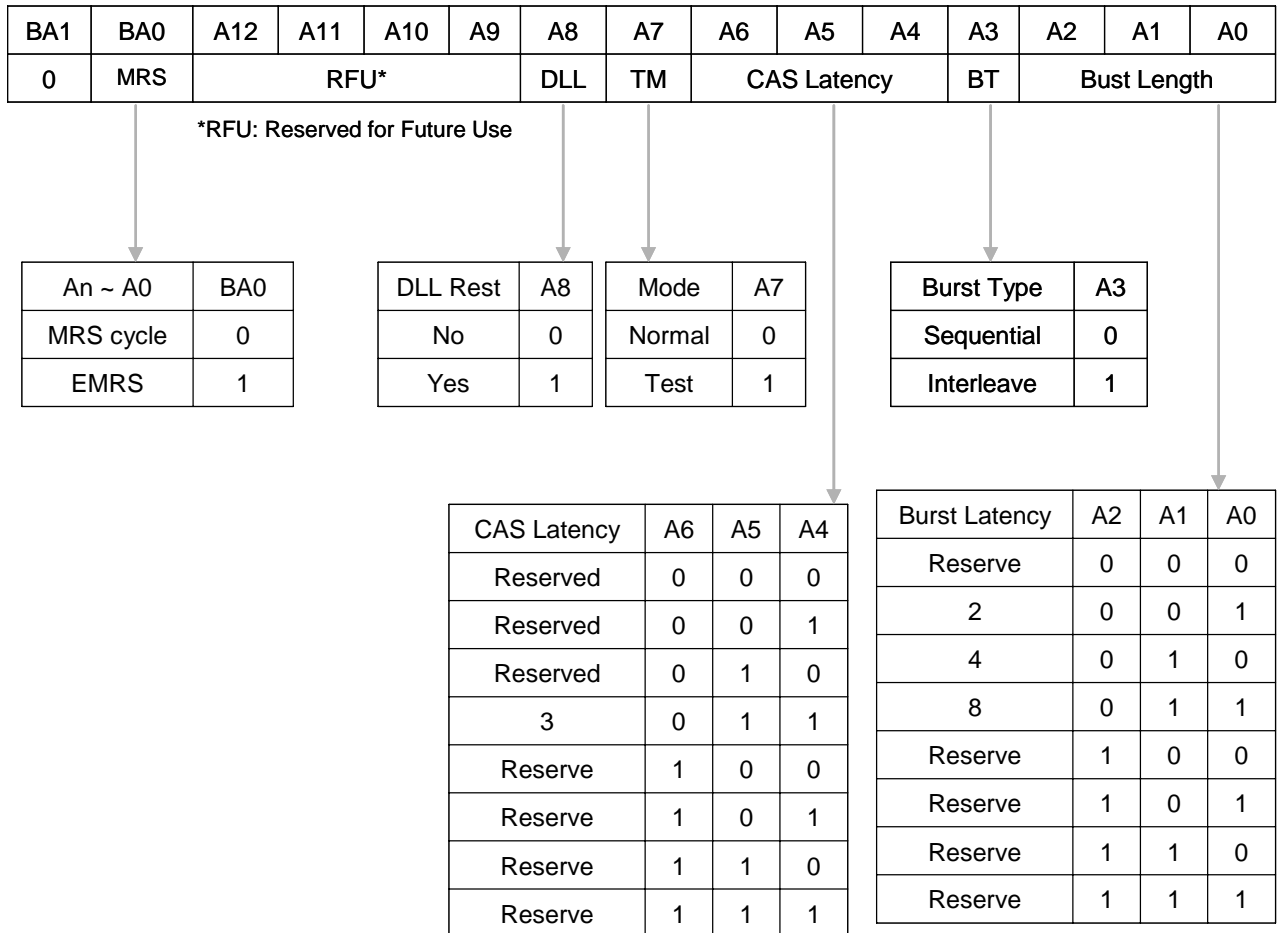 BA1 BA0 A12 A11 A10 A9 A8 A7 A6 A5 A4 A3 A2 A1 A0
0 MRS RFU* DLL TM CAS Latency BT Bust Length
*RFU: Reserved for Future Use
An ~ A0 BA0
MRS cycle 0
EMRS 1
DLL Rest A8
No 0
Yes 1
Mode A7
Normal 0
Test 1
Burst Type A3
Sequential 0
Interleave 1
CAS Latency A6 A5 A4
Reserved 0 0 0
Reserved 0 0 1
Reserved 0 1 0
3 0 1 1
Reserve 1 0 0
Reserve 1 0 1
Reserve 1 1 0
Reserve 1 1 1
Burst Latency A2 A1 A0
Reserve 0 0 0
2 0 0 1
4 0 1 0
8 0 1 1
Reserve 1 0 0
Reserve 1 0 1
Reserve 1 1 0
Reserve 1 1 1